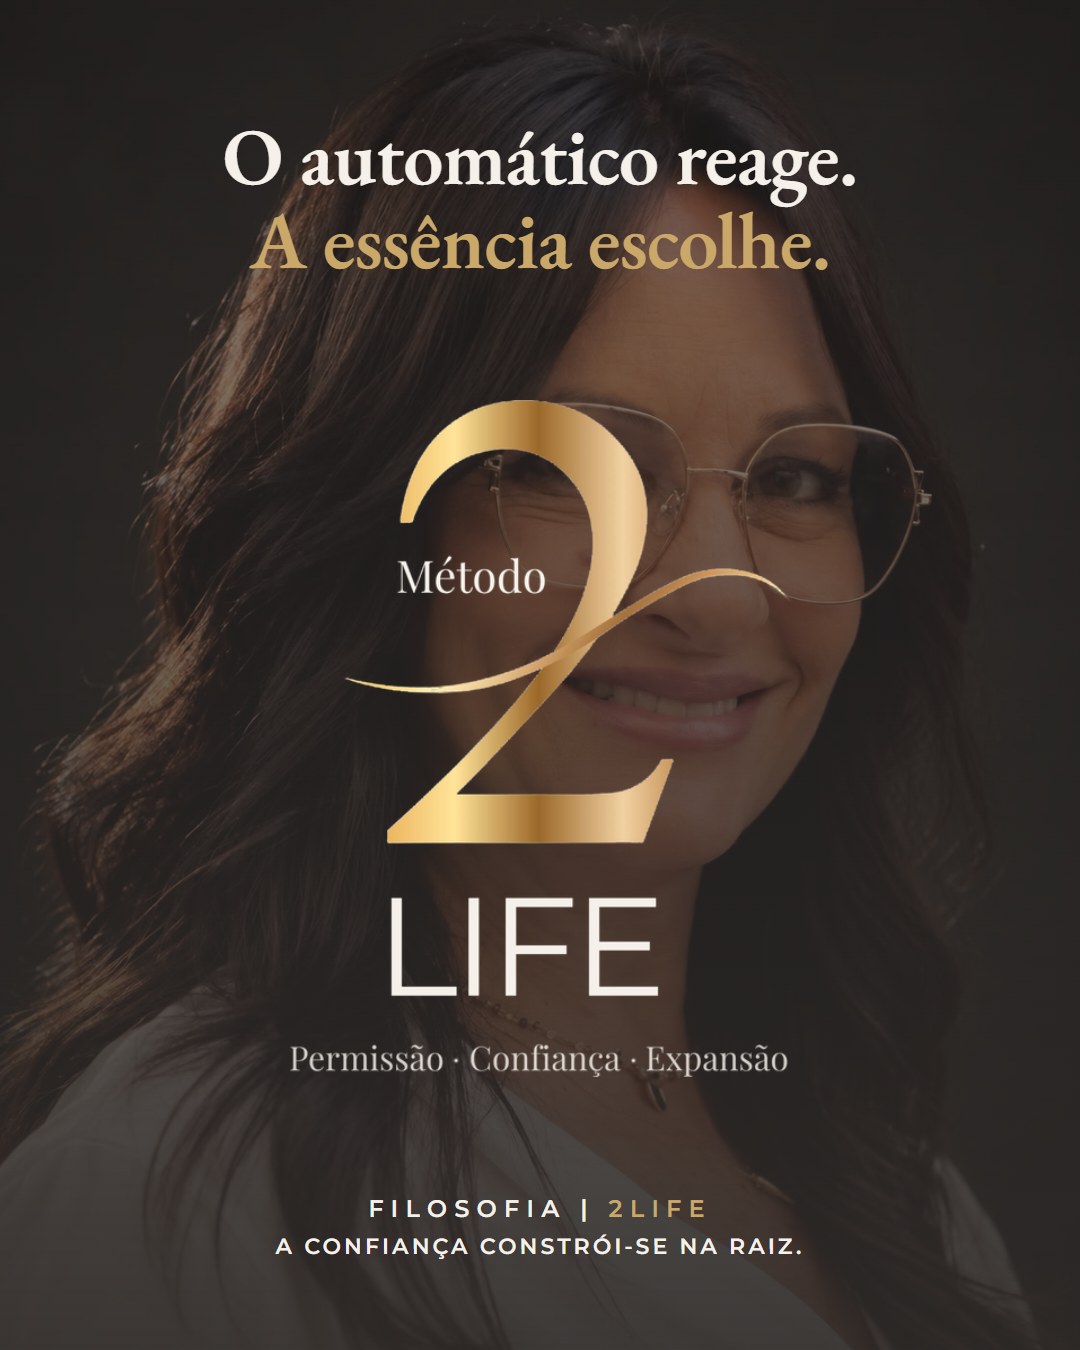 O automático reage.
A essência escolhe.
Método
2
LIFE
Permissão · Confiança · Expansão
FILOSOFIA | 2LIFE
A CONFIANÇA CONSTRÓI-SE NA RAIZ.